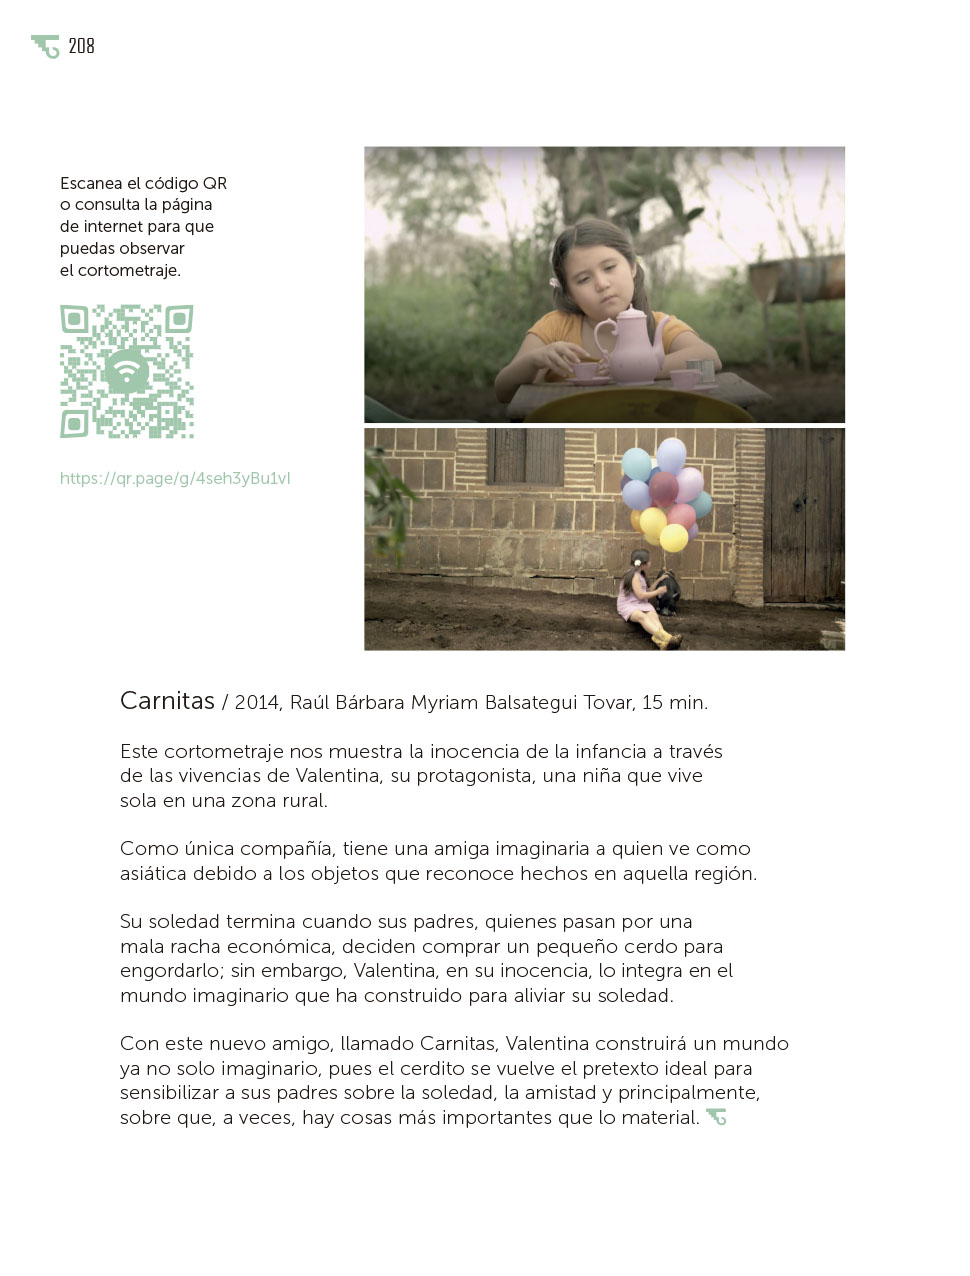 208
Escanea el código QR
o consulta la página
de internet para que
puedas observar
el cortometraje.
https://qr.page/g/4seh3yBu1vI
Carnitas / 2014, Raúl Bárbara Myriam Balsategui Tovar, 15 min.
Este cortometraje nos muestra la inocencia de la infancia a través
de las vivencias de Valentina, su protagonista, una niña que vive
sola en una zona rural.
Como única compañía, tiene una amiga imaginaria a quien ve como
asiática debido a los objetos que reconoce hechos en aquella región.
Su soledad termina cuando sus padres, quienes pasan por una
mala racha económica, deciden comprar un pequeño cerdo para
engordarlo; sin embargo, Valentina, en su inocencia, lo integra en el
mundo imaginario que ha construido para aliviar su soledad.
Con este nuevo amigo, llamado Carnitas, Valentina construirá un mundo
ya no solo imaginario, pues el cerdito se vuelve el pretexto ideal para
sensibilizar a sus padres sobre la soledad, la amistad y principalmente,
sobre que, a veces, hay cosas más importantes que lo material.